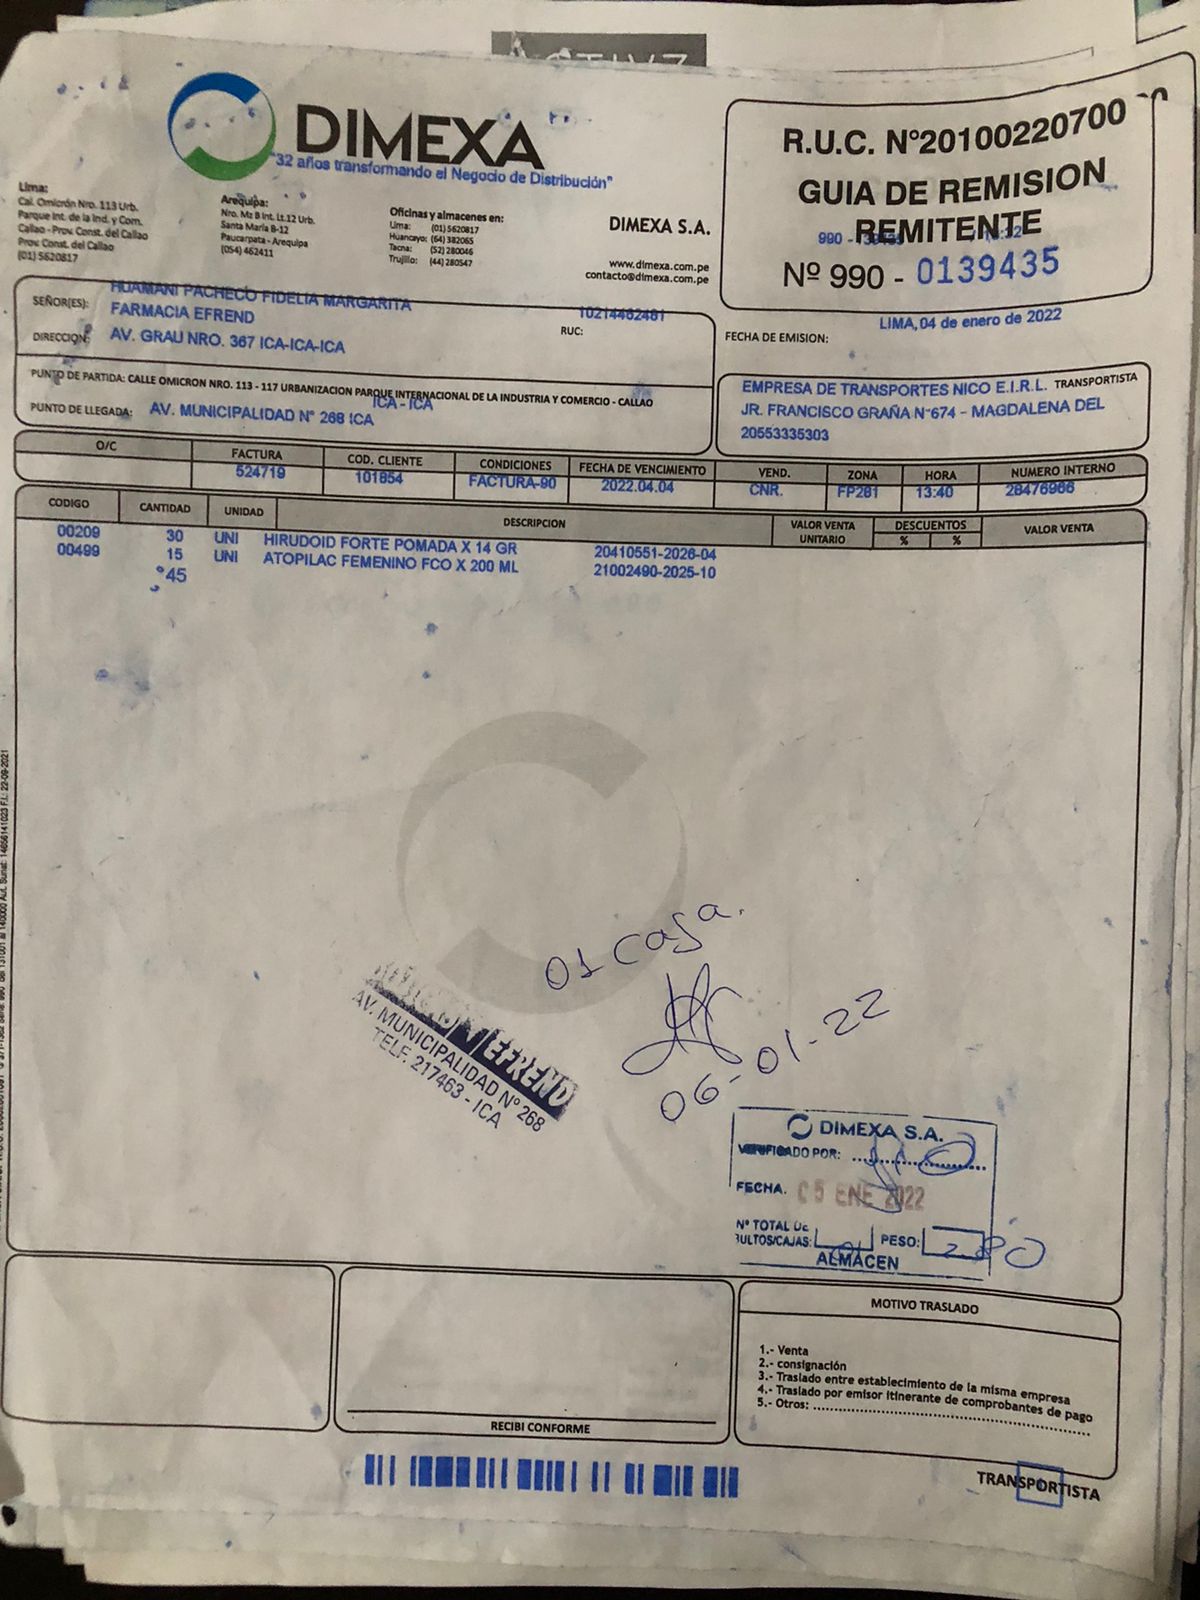 DIMEXA
"32 años transformando el Negocio de Distribución"
Lima:
Cal. Omicrón Nro. 113 Urb.
Parque Int. de la Ind. y Com.
Callao - Prov. Const. del Callao
Prov. Const. del Callao
(01) 5620817
Arequipa:
Nro. Mz B Int. Lt.12 Urb.
Santa María B-12
Paucarpata - Arequipa
(054) 462411
Oficinas y almacenes en:
Lima: (01) 5620817
Huancayo: (64) 382065
Tacna: (52) 280046
Trujillo: (44) 280547
DIMEXA S.A.
www.dimexa.com.pe
contacto@dimexa.com.pe
R.U.C. N°20100220700
GUIA DE REMISION
REMITENTE
Nº 990 - 0139435
SEÑOR(ES): HUAMANI PACHECO FIDELIA MARGARITA
FARMACIA EFREND
RUC: 10214462481
DIRECCION: AV. GRAU NRO. 367 ICA-ICA-ICA
FECHA DE EMISION: LIMA, 04 de enero de 2022
PUNTO DE PARTIDA: CALLE OMICRON NRO. 113 - 117 URBANIZACION PARQUE INTERNACIONAL DE LA INDUSTRIA Y COMERCIO - CALLAO
ICA - ICA
PUNTO DE LLEGADA: AV. MUNICIPALIDAD N° 268 ICA
EMPRESA DE TRANSPORTES NICO E.I.R.L. TRANSPORTISTA
JR. FRANCISCO GRAÑA N°674 - MAGDALENA DEL
20553335303
O/C FACTURA COD. CLIENTE CONDICIONES FECHA DE VENCIMIENTO VEND. ZONA HORA NUMERO INTERNO
524719 101854 FACTURA-90 2022.04.04 CNR. FP281 13:40 28476966
CODIGO CANTIDAD UNIDAD DESCRIPCION VALOR VENTA UNITARIO DESCUENTOS % % VALOR VENTA
00209 30 UNI HIRUDOID FORTE POMADA X 14 GR 20410551-2026-04
00499 15 UNI ATOPILAC FEMENINO FCO X 200 ML 21002490-2025-10
45
01 caja.
06-01-22
EFREND
AV. MUNICIPALIDAD N° 268
TELF. 217463 - ICA
DIMEXA S.A.
VERIFICADO POR:
FECHA. 05 ENE 2022
Nº TOTAL DE
BULTOS/CAJAS: 01 PESO: 2.80
ALMACEN
RECIBI CONFORME
MOTIVO TRASLADO
1.- Venta
2.- consignación
3.- Traslado entre establecimiento de la misma empresa
4.- Traslado por emisor itinerante de comprobantes de pago
5.- Otros:
TRANSPORTISTA